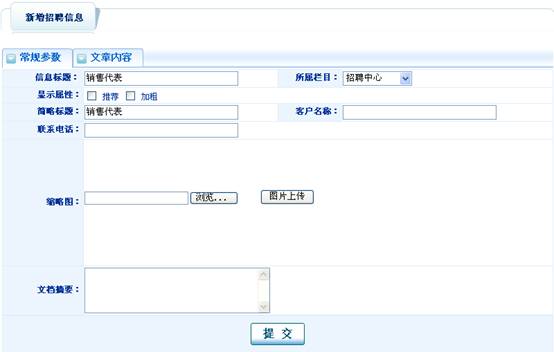 新增招聘信息
常规参数 文章内容
信息标题： 销售代表 所属栏目： 招聘中心
显示属性： 推荐 加粗
简略标题： 销售代表 客户名称：
联系电话：
缩略图： 浏览... 图片上传
文档摘要：
提 交